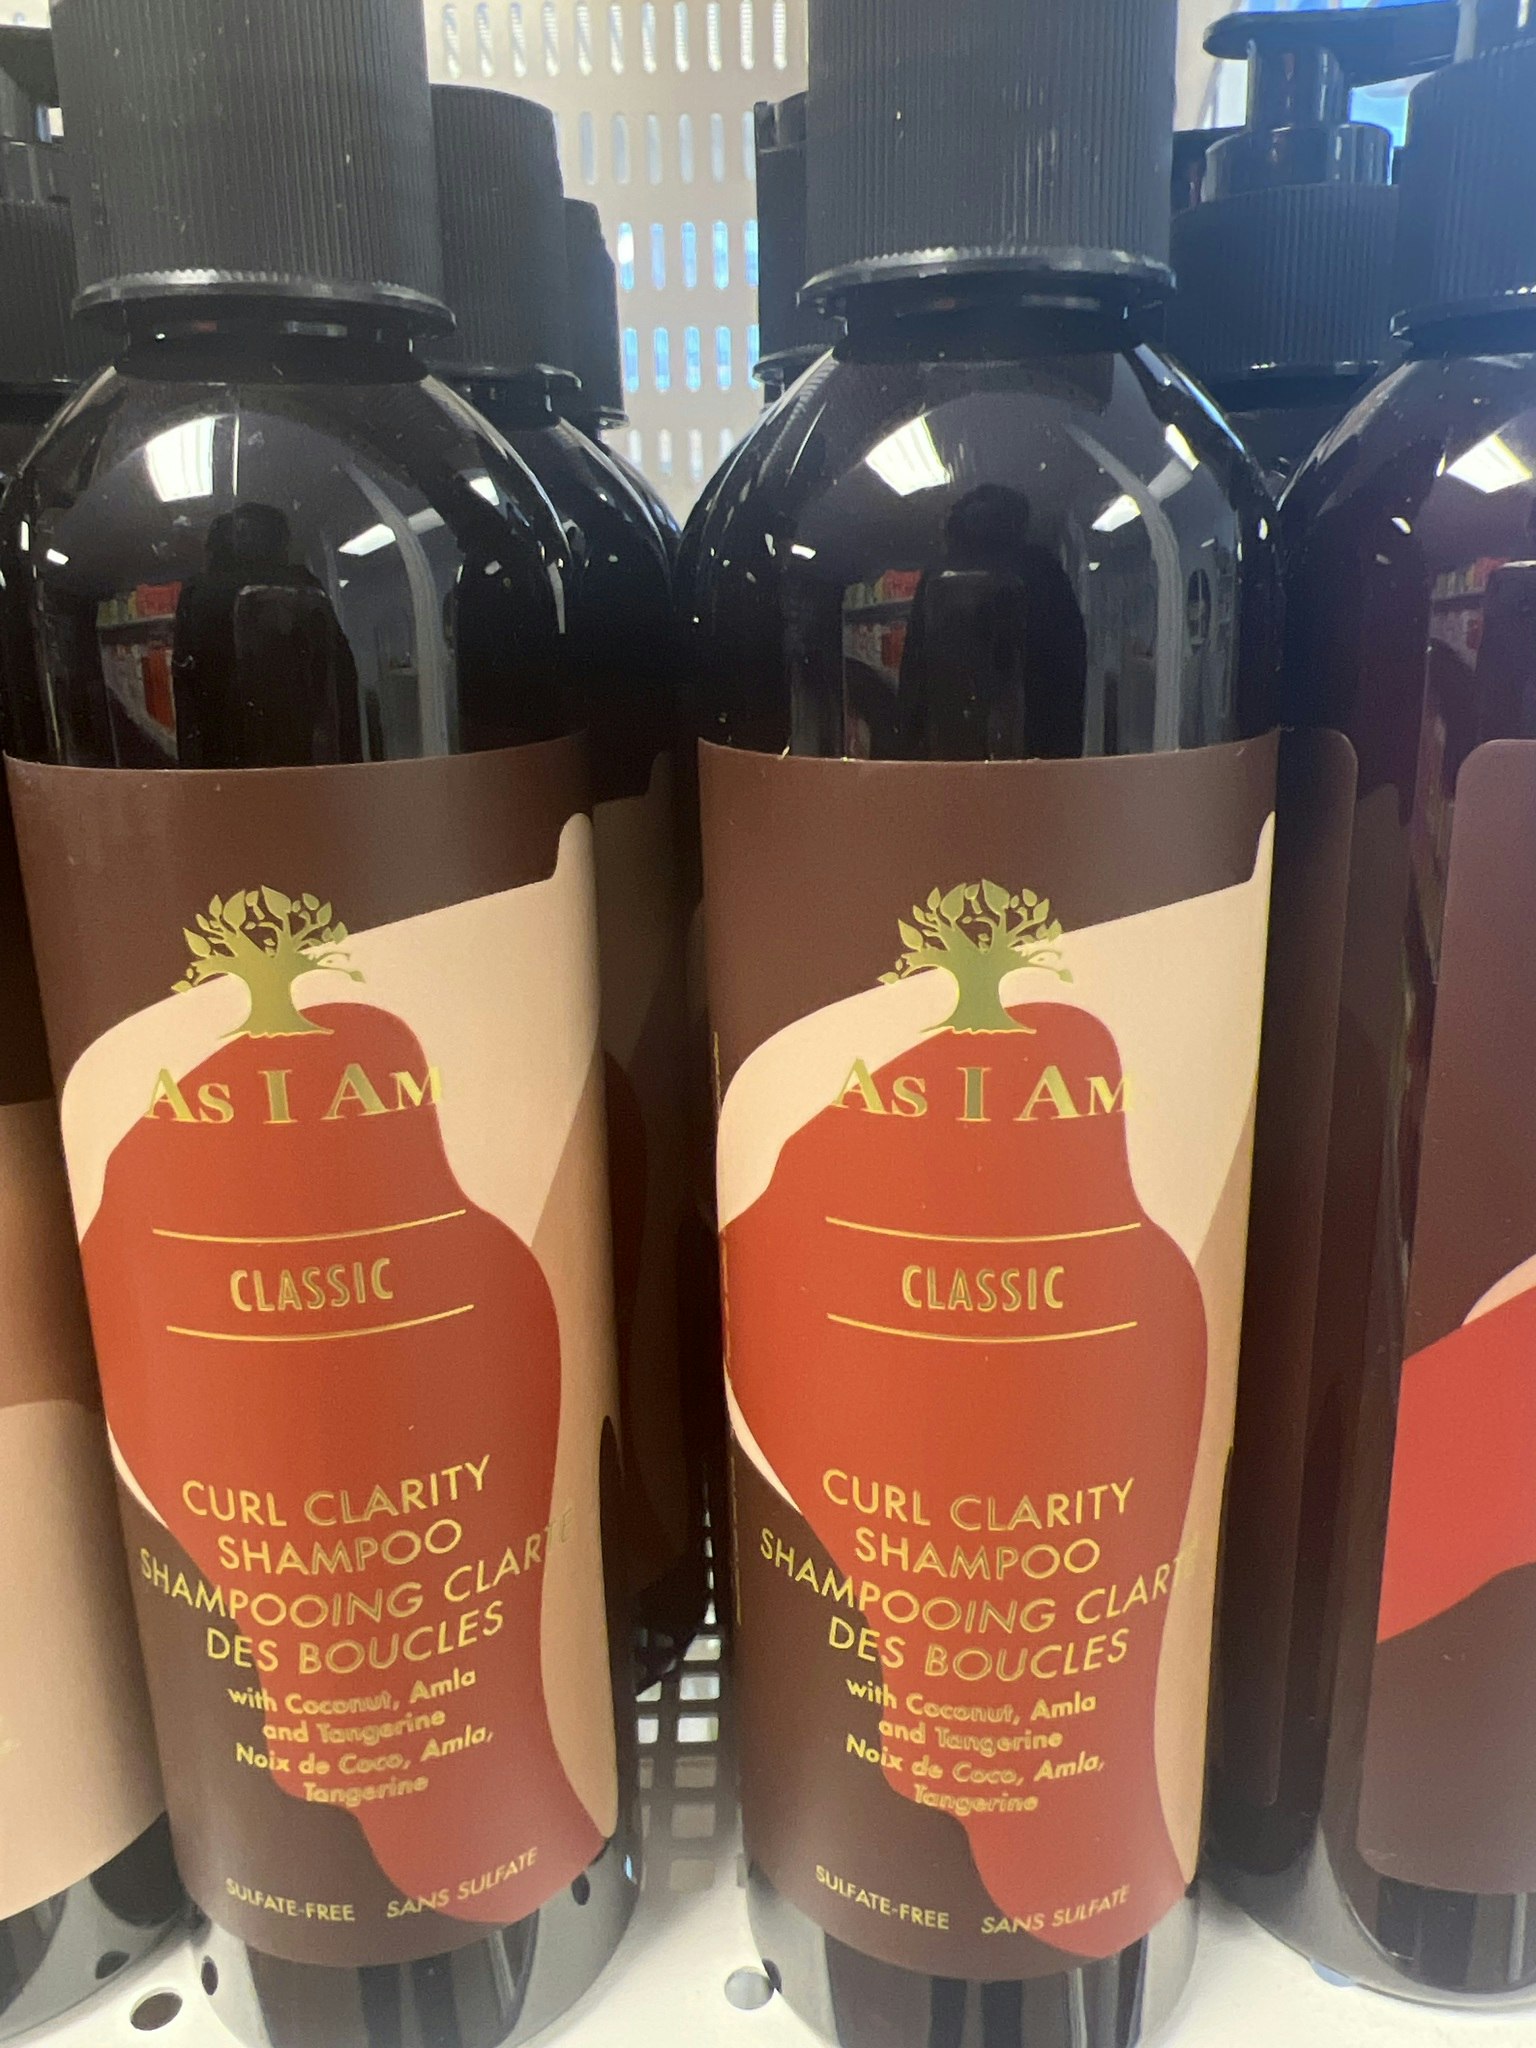 AS I AM
CLASSIC
CURL CLARITY
SHAMPOO
SHAMPOOING CLARTÉ
DES BOUCLES
with Coconut, Amla
and Tangerine
Noix de Coco, Amla,
Tangerine
SULFATE-FREE SANS SULFATE
AS I AM
CLASSIC
CURL CLARITY
SHAMPOO
SHAMPOOING CLARTÉ
DES BOUCLES
with Coconut, Amla
and Tangerine
Noix de Coco, Amla,
Tangerine
SULFATE-FREE SANS SULFATE